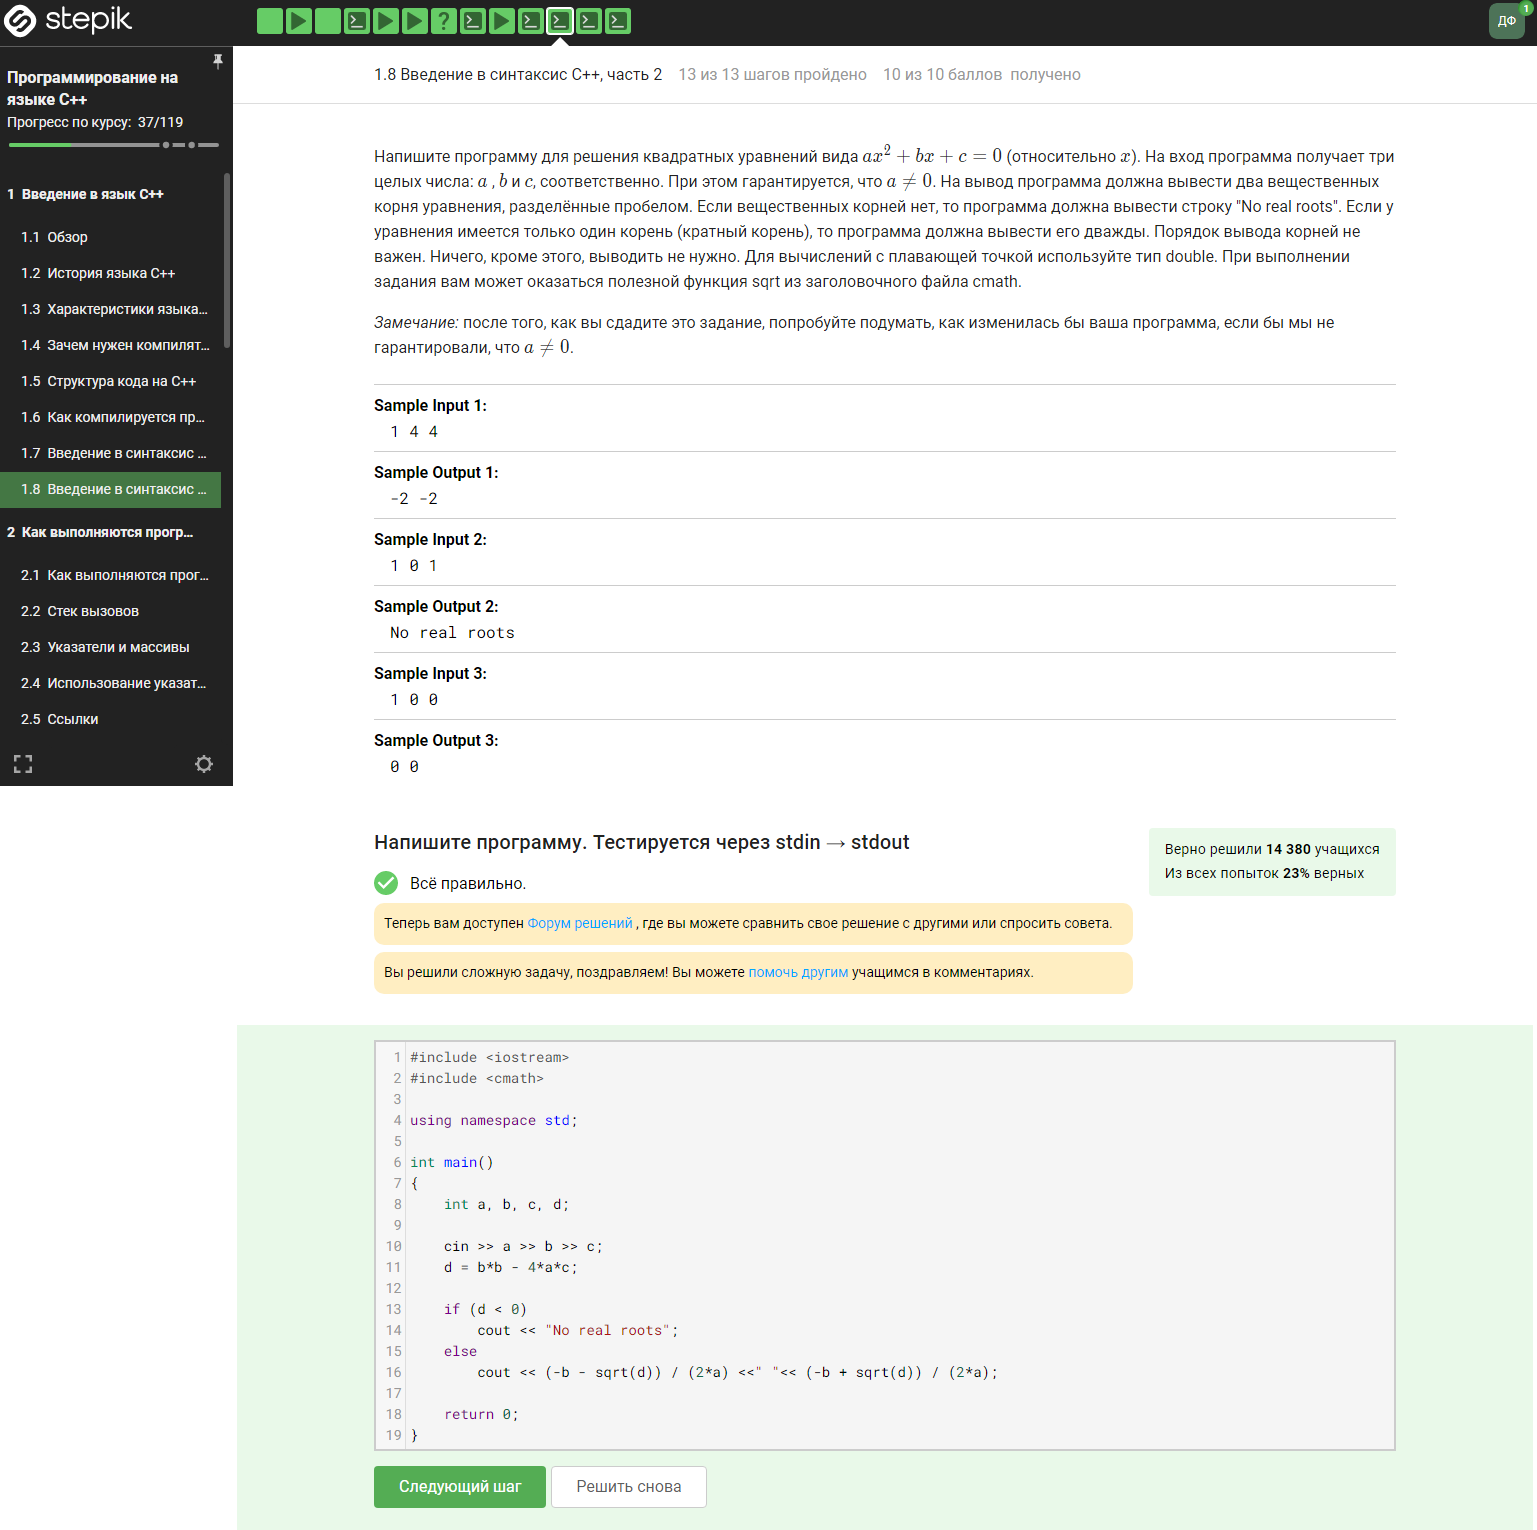 stepik
?
ДФ
1
Программирование на
языке C++
Прогресс по курсу: 37/119
1 Введение в язык C++
1.1 Обзор
1.2 История языка C++
1.3 Характеристики языка...
1.4 Зачем нужен компилят...
1.5 Структура кода на C++
1.6 Как компилируется пр...
1.7 Введение в синтаксис ...
1.8 Введение в синтаксис ...
2 Как выполняются прогр...
2.1 Как выполняются прог...
2.2 Стек вызовов
2.3 Указатели и массивы
2.4 Использование указат...
2.5 Ссылки
1.8 Введение в синтаксис C++, часть 2 13 из 13 шагов пройдено 10 из 10 баллов получено
Напишите программу для решения квадратных уравнений вида ax² + bx + c = 0 (относительно x). На вход программа получает три
целых числа: a , b и c, соответственно. При этом гарантируется, что a ≠ 0. На вывод программа должна вывести два вещественных
корня уравнения, разделённые пробелом. Если вещественных корней нет, то программа должна вывести строку "No real roots". Если у
уравнения имеется только один корень (кратный корень), то программа должна вывести его дважды. Порядок вывода корней не
важен. Ничего, кроме этого, выводить не нужно. Для вычислений с плавающей точкой используйте тип double. При выполнении
задания вам может оказаться полезной функция sqrt из заголовочного файла cmath.
Замечание: после того, как вы сдадите это задание, попробуйте подумать, как изменилась бы ваша программа, если бы мы не
гарантировали, что a ≠ 0.
Sample Input 1:
1 4 4
Sample Output 1:
-2 -2
Sample Input 2:
1 0 1
Sample Output 2:
No real roots
Sample Input 3:
1 0 0
Sample Output 3:
0 0
Напишите программу. Тестируется через stdin → stdout
Верно решили 14 380 учащихся
Из всех попыток 23% верных
Всё правильно.
Теперь вам доступен Форум решений , где вы можете сравнить свое решение с другими или спросить совета.
Вы решили сложную задачу, поздравляем! Вы можете помочь другим учащимся в комментариях.
1 #include <iostream>
2 #include <cmath>
3
4 using namespace std;
5
6 int main()
7 {
8     int a, b, c, d;
9
10     cin >> a >> b >> c;
11     d = b*b - 4*a*c;
12
13     if (d < 0)
14         cout << "No real roots";
15     else
16         cout << (-b - sqrt(d)) / (2*a) <<" "<< (-b + sqrt(d)) / (2*a);
17
18     return 0;
19 }
Следующий шаг Решить снова